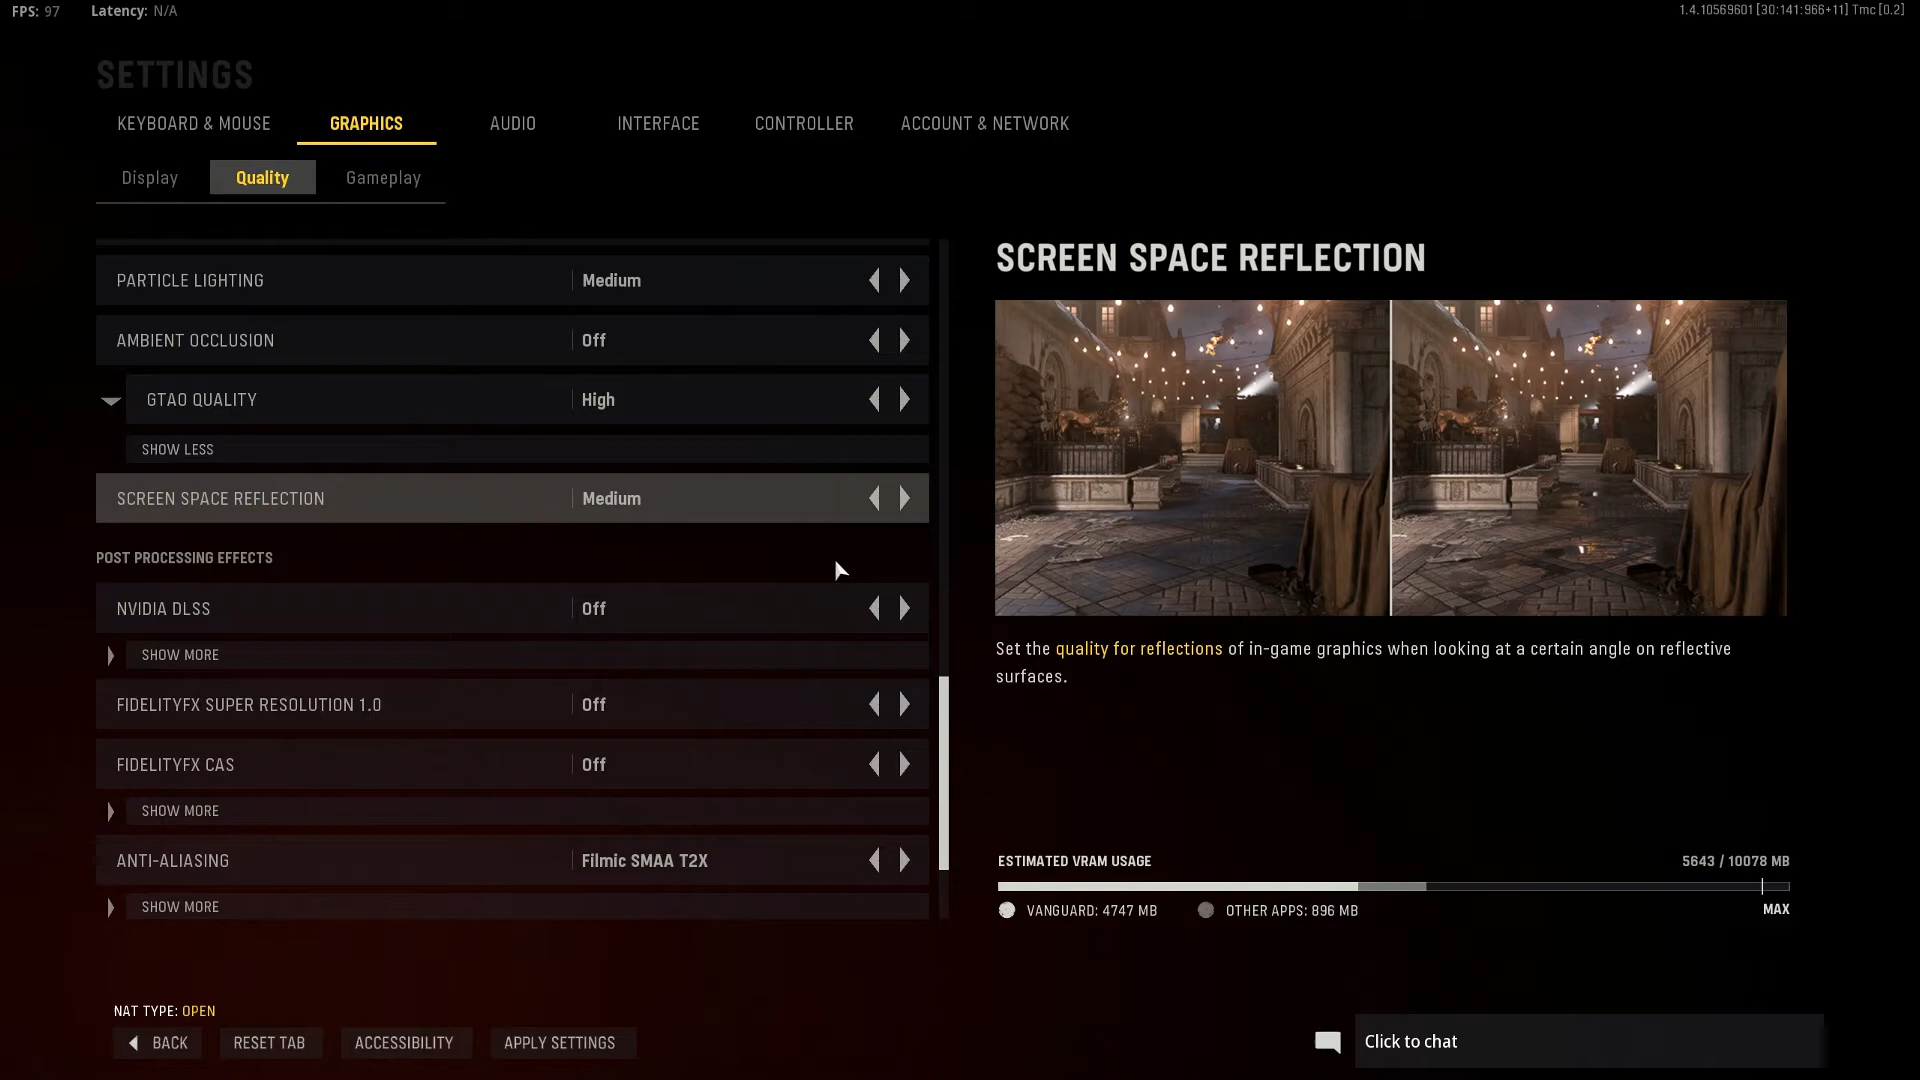 FPS: 97 Latency: N/A
1.4.10569601 [30:141:966+11] Tmc [0.2]
SETTINGS
KEYBOARD & MOUSE GRAPHICS AUDIO INTERFACE CONTROLLER ACCOUNT & NETWORK
Display Quality Gameplay
PARTICLE LIGHTING Medium
AMBIENT OCCLUSION Off
GTAO QUALITY High
SHOW LESS
SCREEN SPACE REFLECTION Medium
POST PROCESSING EFFECTS
NVIDIA DLSS Off
SHOW MORE
FIDELITYFX SUPER RESOLUTION 1.0 Off
FIDELITYFX CAS Off
SHOW MORE
ANTI-ALIASING Filmic SMAA T2X
SHOW MORE
SCREEN SPACE REFLECTION
Set the quality for reflections of in-game graphics when looking at a certain angle on reflective
surfaces.
ESTIMATED VRAM USAGE 5643 / 10078 MB
VANGUARD: 4747 MB OTHER APPS: 896 MB MAX
NAT TYPE: OPEN
BACK RESET TAB ACCESSIBILITY APPLY SETTINGS
Click to chat